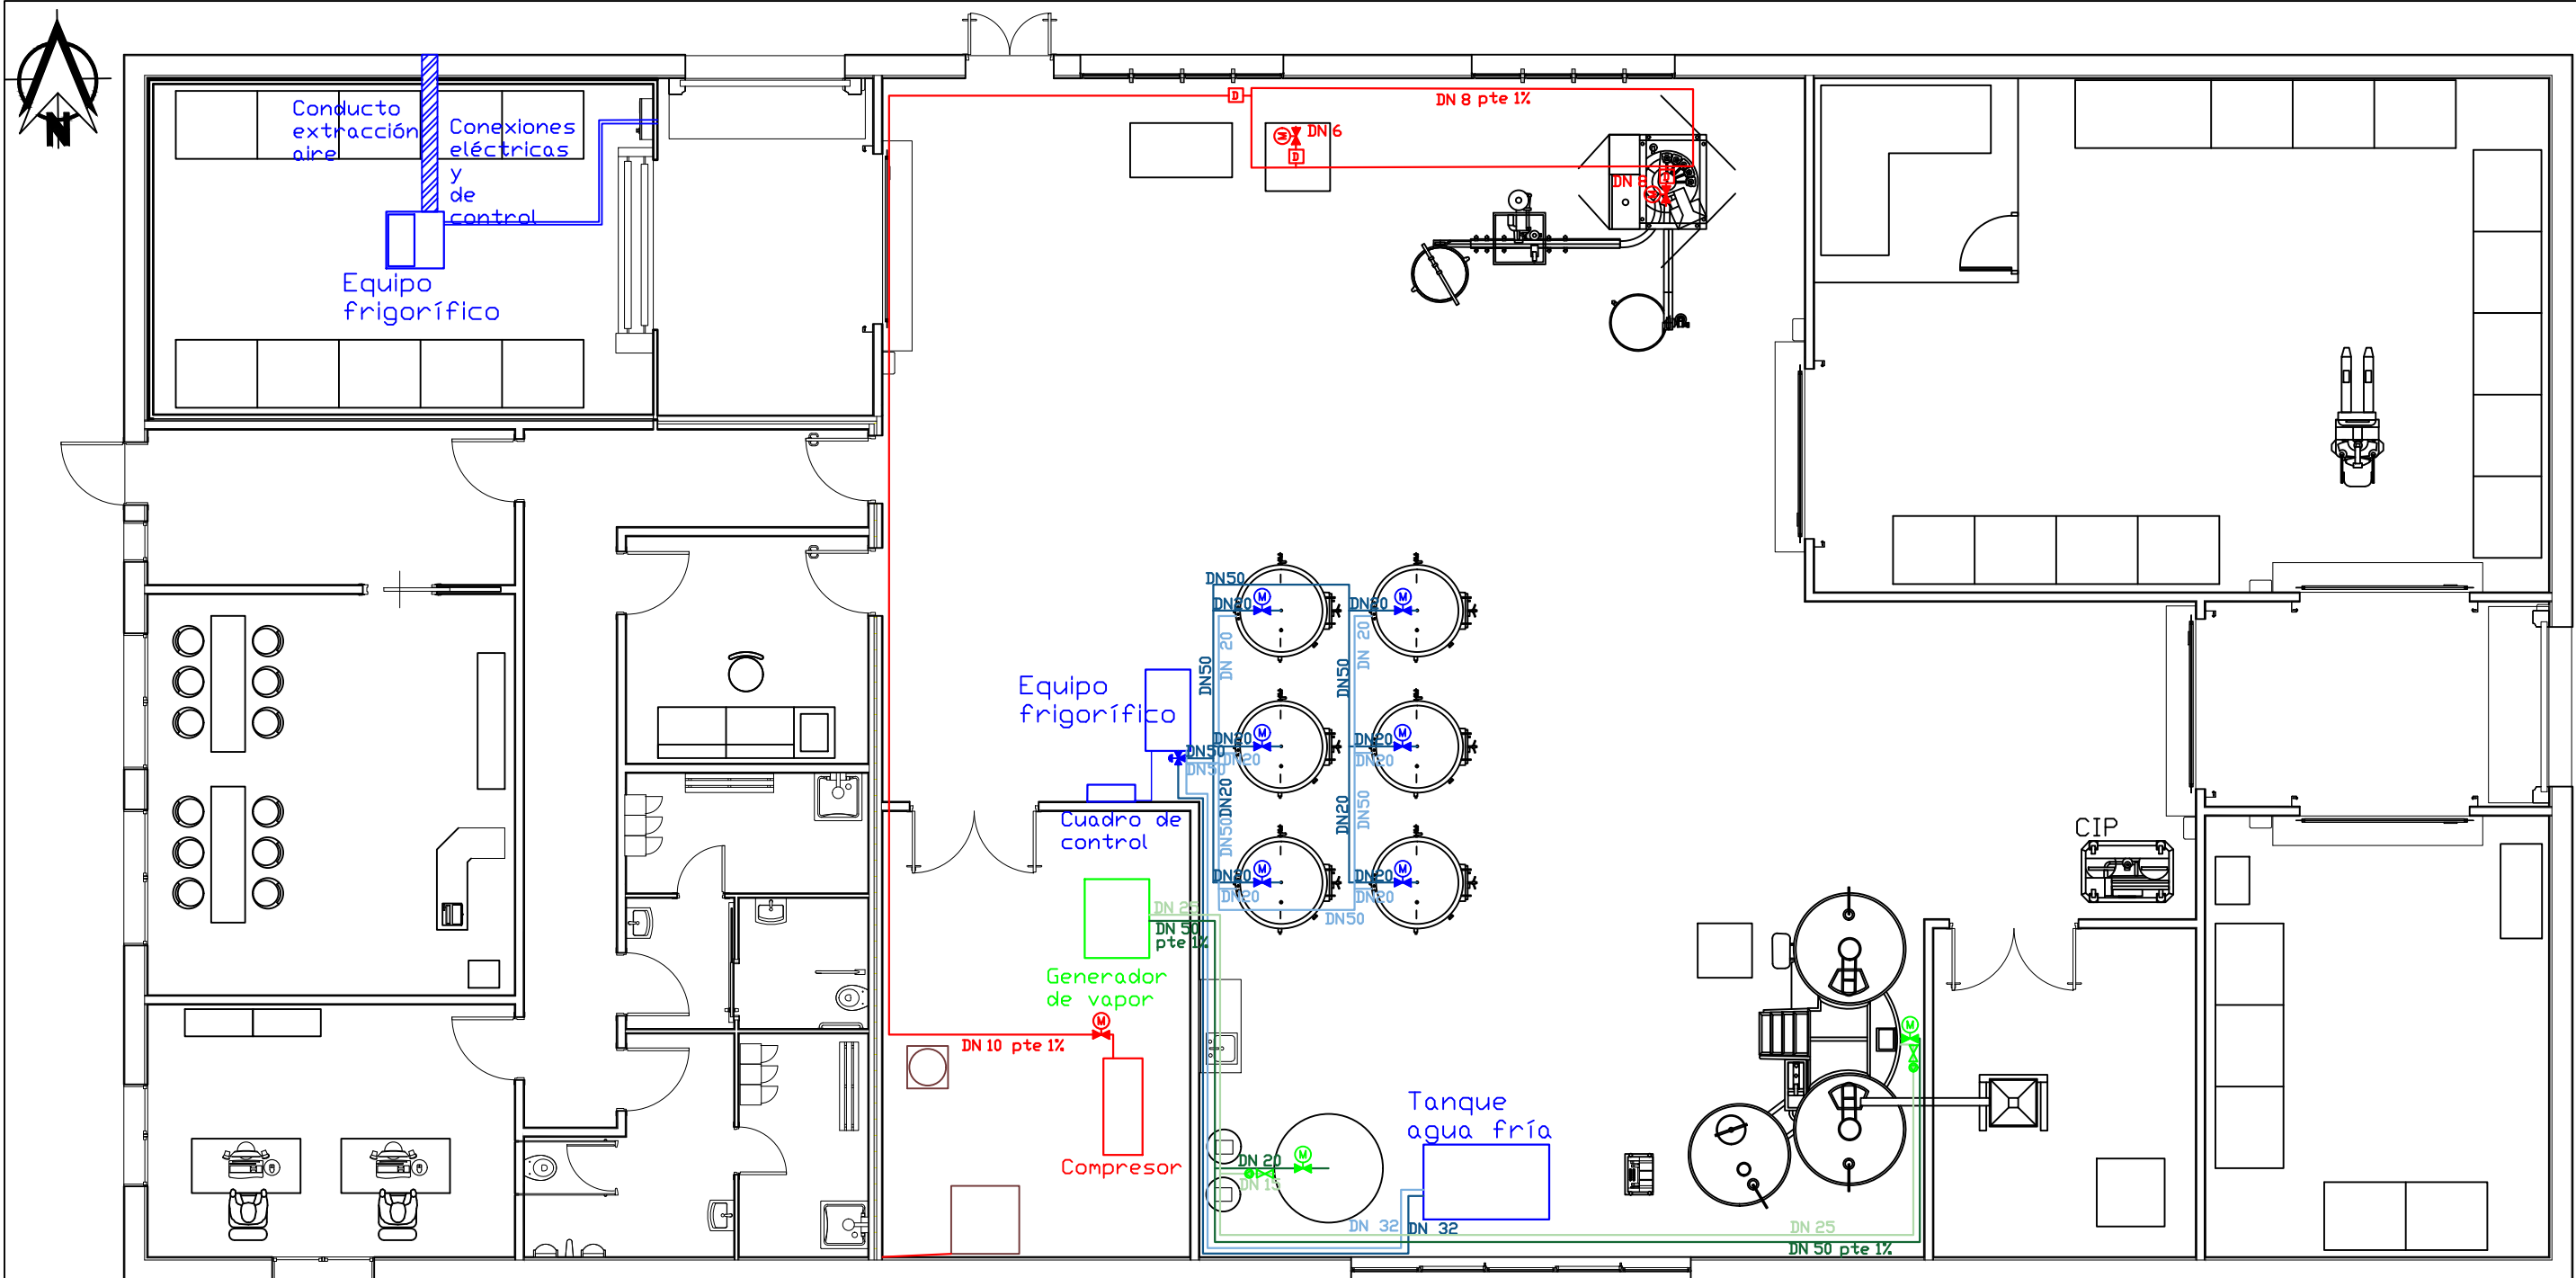 N
Conducto
extracción
aire
Conexiones
eléctricas
y
de
control
Equipo
frigorífico
D
DN 8 pte 1%
M
DN 6
D
DN 8
D
M
DN50
DN20
M
DN20
M
DN 20
DN 20
DN50
DN50
Equipo
frigorífico
DN20
M
DN20
M
DN50
DN50
DN20
DN20
DN20
DN20
DN50
DN50
Cuadro de
control
CIP
DN20
M
DN20
M
DN20
DN20
DN50
DN 25
DN 50
pte 1%
Generador
de vapor
M
DN 10 pte 1%
M
Compresor
Tanque
agua fría
DN 20
M
DN 15
DN 32
DN 32
DN 25
DN 50 pte 1%